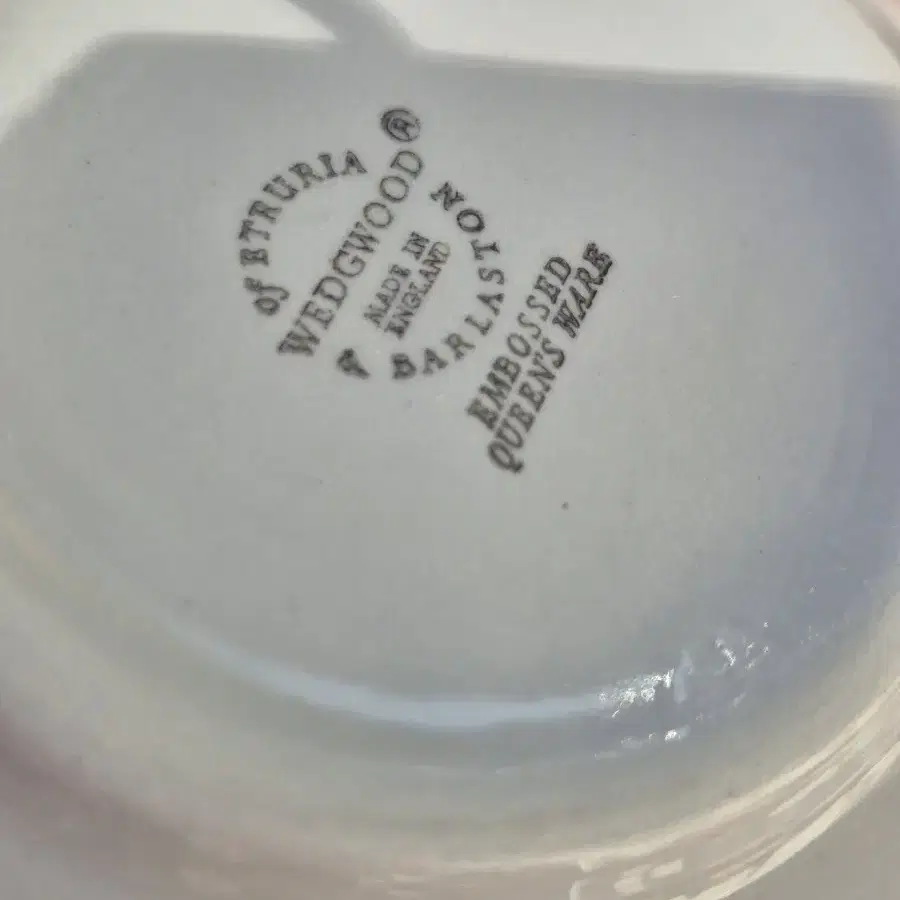 of ETRURIA
WEDGWOOD®
MADE IN
ENGLAND
& BARLASTON
EMBOSSED
QUEEN'S WARE